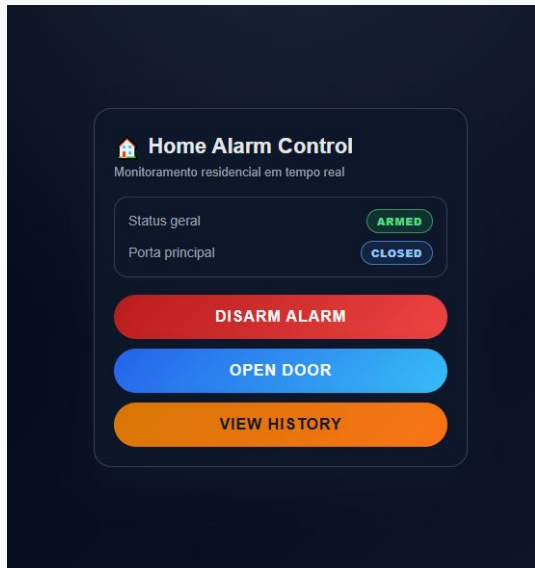 Home Alarm Control
Monitoramento residencial em tempo real
Status geral ARMED
Porta principal CLOSED
DISARM ALARM
OPEN DOOR
VIEW HISTORY